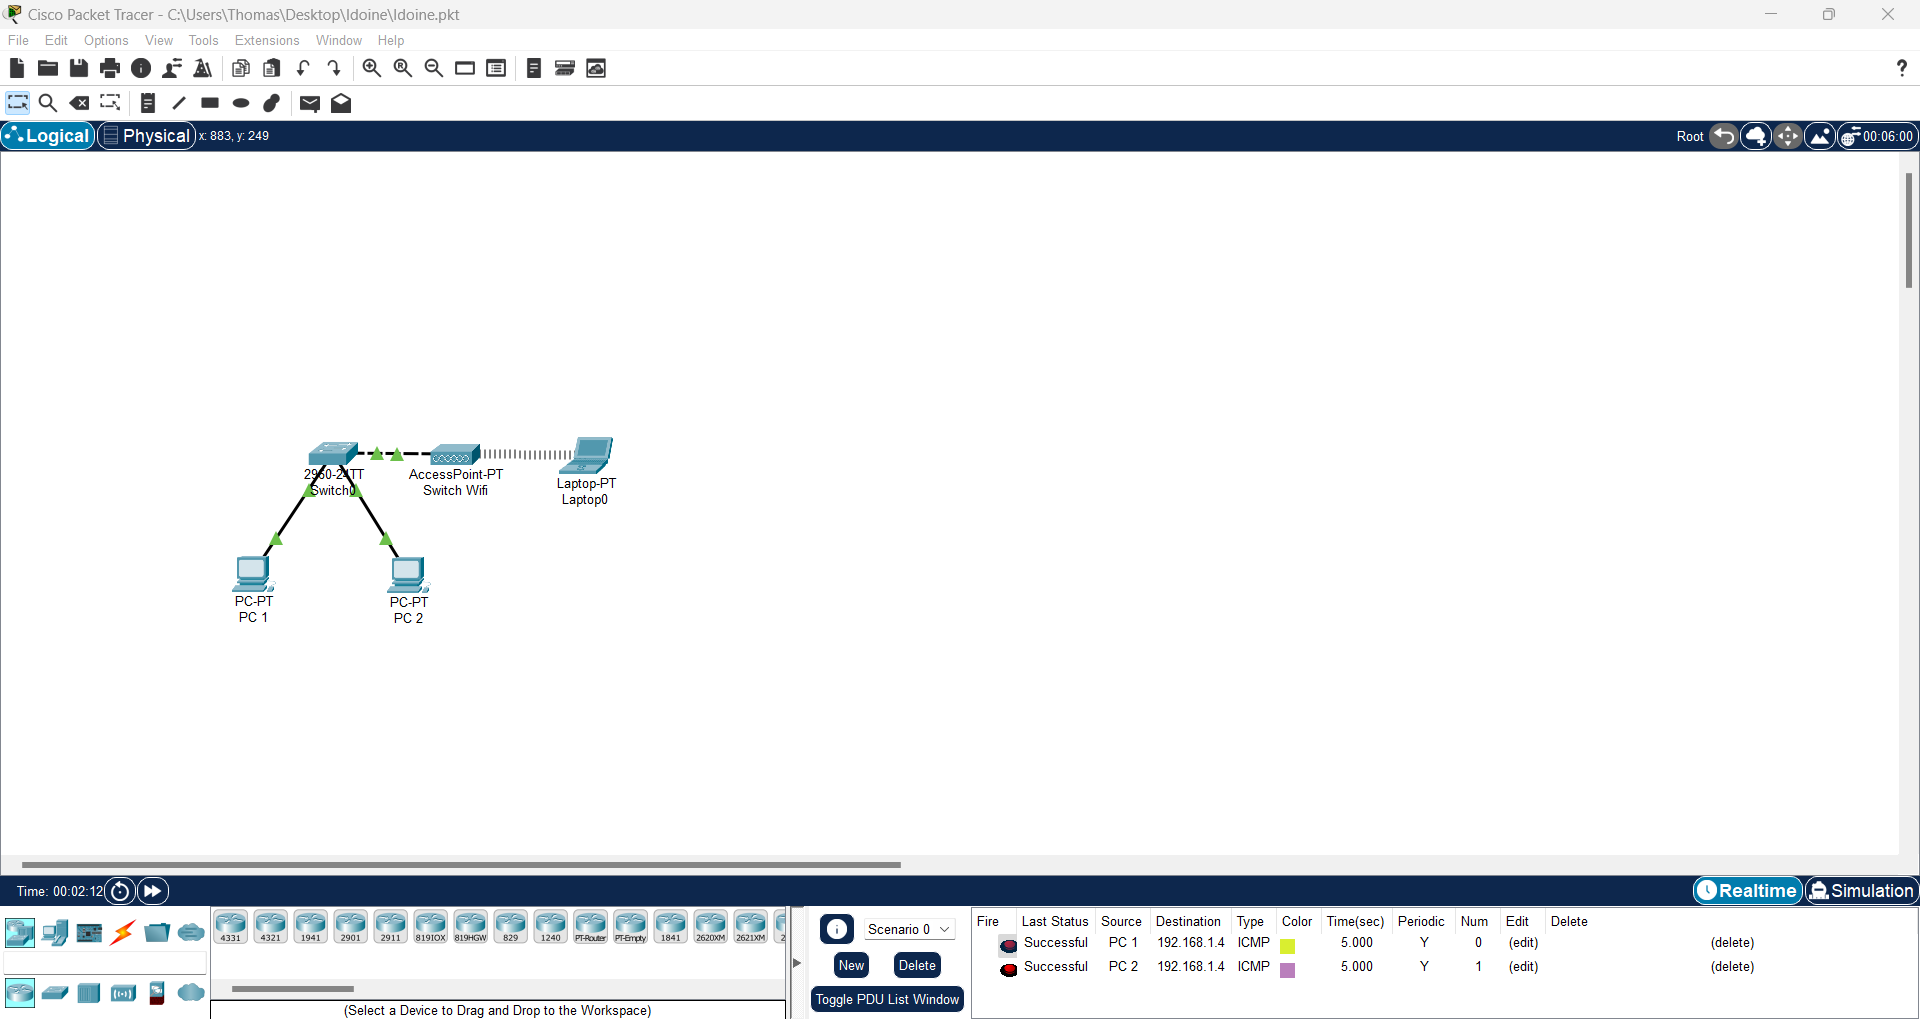 Cisco Packet Tracer - C:\Users\Thomas\Desktop\Idoine\Idoine.pkt
File Edit Options View Tools Extensions Window Help
?
Logical Physical x: 883, y: 249 Root 00:06:00
2950-24TT
Switch0
AccessPoint-PT
Switch Wifi
Laptop-PT
Laptop0
PC-PT
PC 1
PC-PT
PC 2
Time: 00:02:12 Realtime Simulation
4331 4321 1941 2901 2911 819IOX 819HGW 829 1240 PT-Router PT-Empty 1841 2620XM 2621XM 2
(Select a Device to Drag and Drop to the Workspace)
Scenario 0
New Delete
Toggle PDU List Window
Fire Last Status Source Destination Type Color Time(sec) Periodic Num Edit Delete
Successful PC 1 192.168.1.4 ICMP 5.000 Y 0 (edit) (delete)
Successful PC 2 192.168.1.4 ICMP 5.000 Y 1 (edit) (delete)